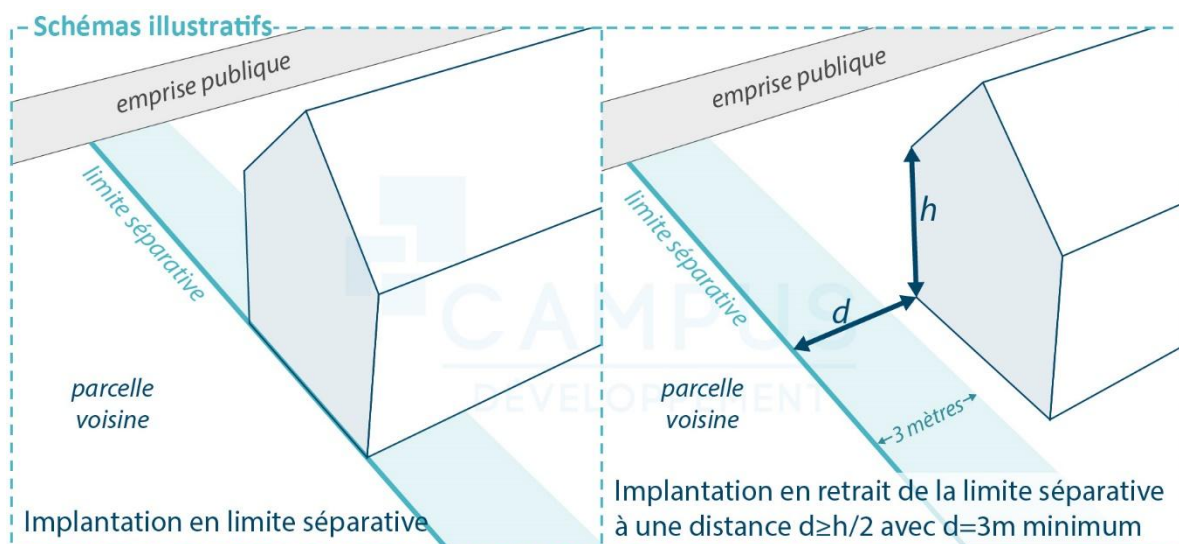 Schémas illustratifs
emprise publique
limite séparative
parcelle
voisine
Implantation en limite séparative
emprise publique
limite séparative
h
d
parcelle
voisine
3 mètres
Implantation en retrait de la limite séparative
à une distance d≥h/2 avec d=3m minimum
CAMPUS
DÉVELOPPEMENT